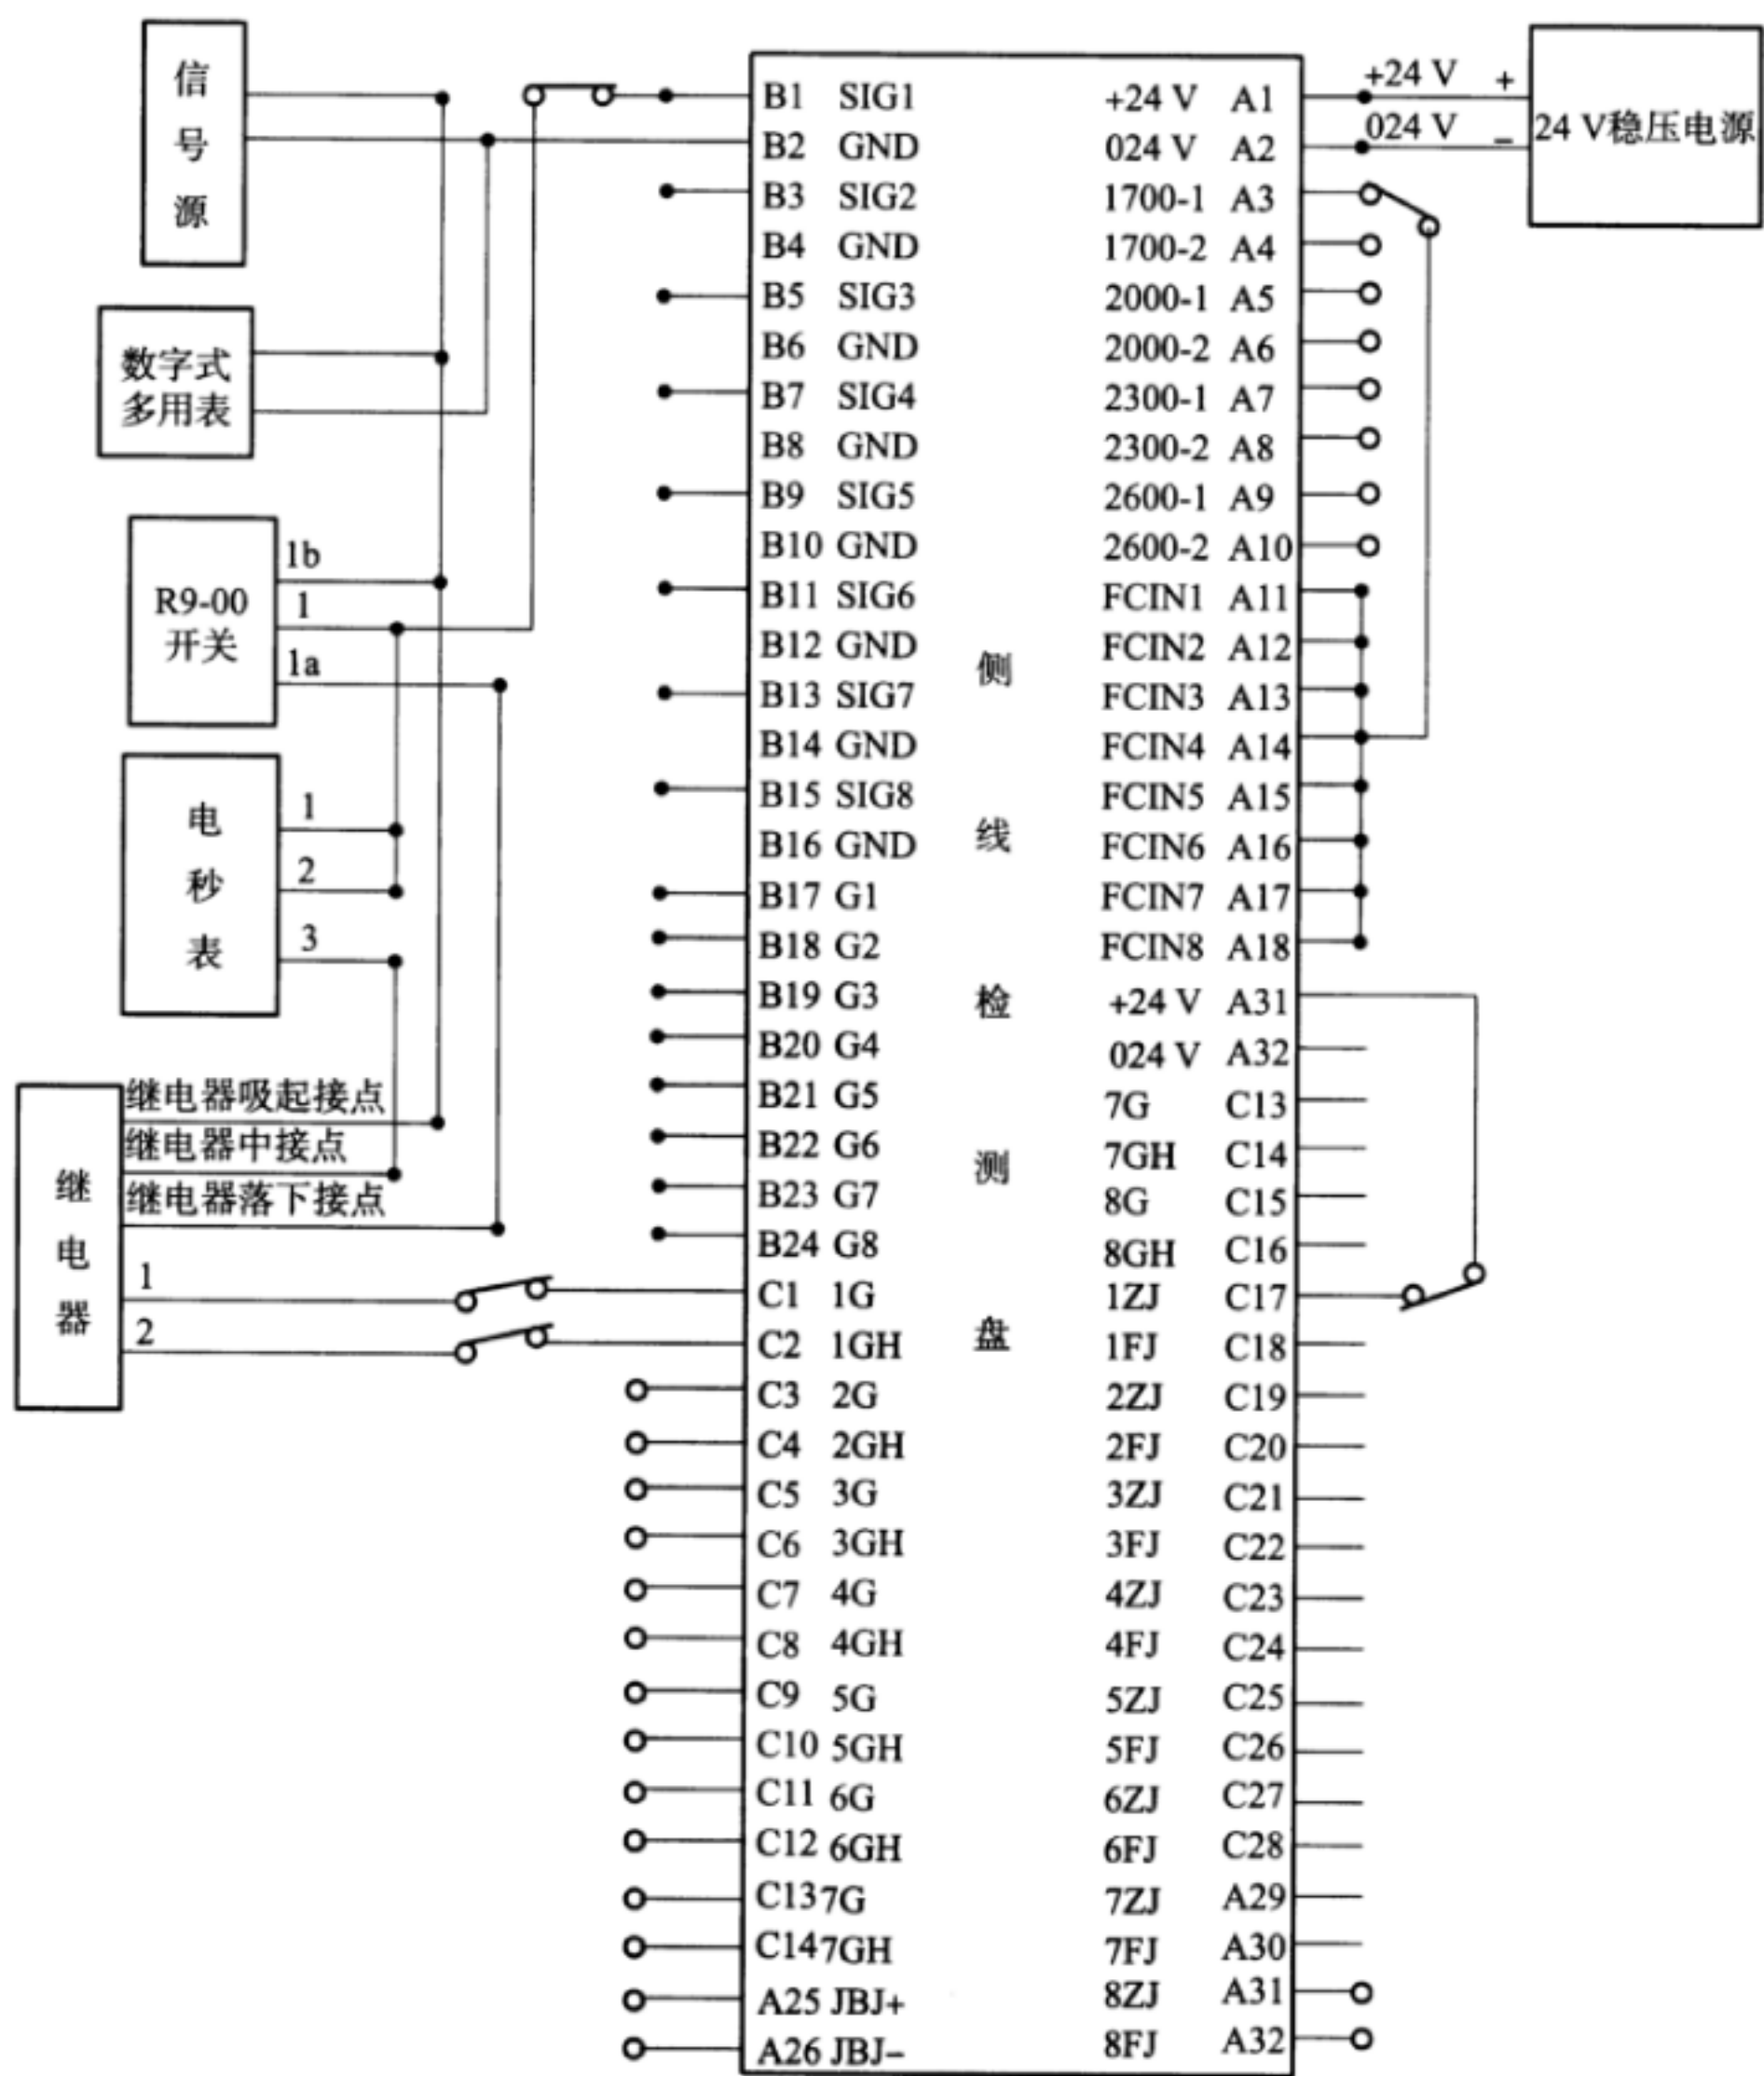 信
号
源
数字式
多用表
R9-00
开关
1b
1
1a
电
秒
表
1
2
3
继
电
器
继电器吸起接点
继电器中接点
继电器落下接点
1
2
B1 SIG1
B2 GND
B3 SIG2
B4 GND
B5 SIG3
B6 GND
B7 SIG4
B8 GND
B9 SIG5
B10 GND
B11 SIG6
B12 GND
B13 SIG7
B14 GND
B15 SIG8
B16 GND
B17 G1
B18 G2
B19 G3
B20 G4
B21 G5
B22 G6
B23 G7
B24 G8
C1 1G
C2 1GH
C3 2G
C4 2GH
C5 3G
C6 3GH
C7 4G
C8 4GH
C9 5G
C10 5GH
C11 6G
C12 6GH
C13 7G
C14 7GH
A25 JBJ+
A26 JBJ−
侧
线
检
测
盘
+24 V A1
024 V A2
1700-1 A3
1700-2 A4
2000-1 A5
2000-2 A6
2300-1 A7
2300-2 A8
2600-1 A9
2600-2 A10
FCIN1 A11
FCIN2 A12
FCIN3 A13
FCIN4 A14
FCIN5 A15
FCIN6 A16
FCIN7 A17
FCIN8 A18
+24 V A31
024 V A32
7G C13
7GH C14
8G C15
8GH C16
1ZJ C17
1FJ C18
2ZJ C19
2FJ C20
3ZJ C21
3FJ C22
4ZJ C23
4FJ C24
5ZJ C25
5FJ C26
6ZJ C27
6FJ C28
7ZJ A29
7FJ A30
8ZJ A31
8FJ A32
+24 V +
024 V −
24 V稳压电源